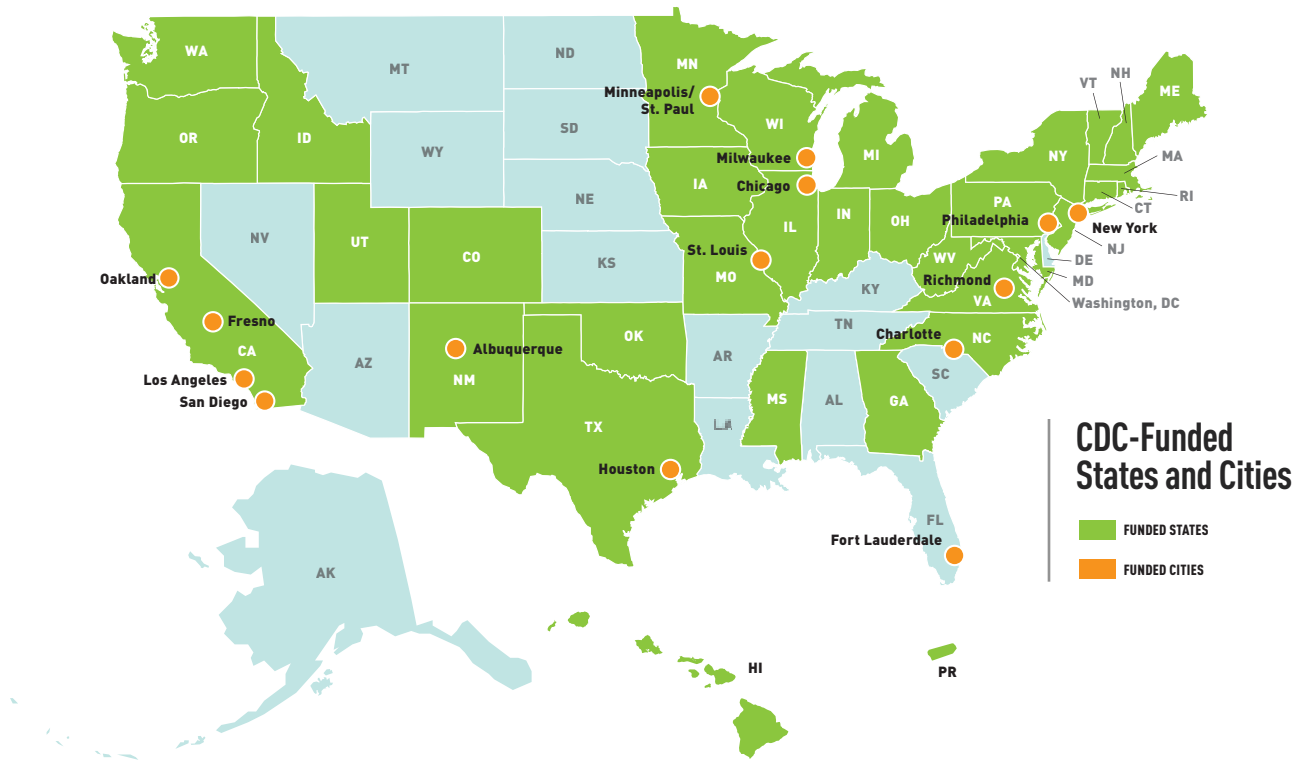 WA
MT
ND
MN
Minneapolis/
St. Paul
VT
NH
ME
OR
ID
WY
SD
WI
MI
NY
MA
Milwaukee
Chicago
IA
NE
IL
IN
OH
PA
Philadelphia
RI
CT
New York
NV
UT
CO
KS
St. Louis
MO
WV
NJ
DE
MD
Washington, DC
Oakland
KY
Richmond
VA
Fresno
CA
TN
Charlotte
NC
AZ
Albuquerque
NM
OK
AR
SC
Los Angeles
San Diego
MS
AL
GA
TX
LA
Houston
FL
Fort Lauderdale
CDC-Funded
States and Cities
FUNDED STATES
FUNDED CITIES
AK
HI
PR